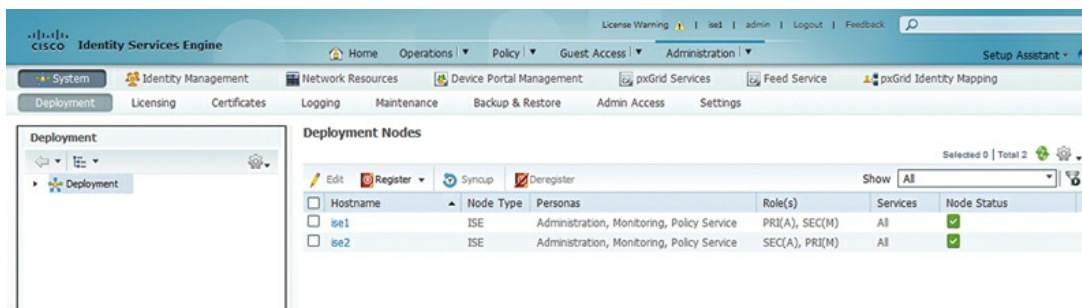 License Warning | ise1 | admin | Logout | Feedback
CISCO Identity Services Engine
Home Operations | Policy | Guest Access | Administration |
Setup Assistant
System Identity Management Network Resources Device Portal Management pxGrid Services Feed Service pxGrid Identity Mapping
Deployment Licensing Certificates Logging Maintenance Backup & Restore Admin Access Settings
Deployment
Deployment
Deployment Nodes
Selected 0 | Total 2
Edit Register Syncup Deregister Show All
Hostname Node Type Personas Role(s) Services Node Status
ise1 ISE Administration, Monitoring, Policy Service PRI(A), SEC(M) All
ise2 ISE Administration, Monitoring, Policy Service SEC(A), PRI(M) All